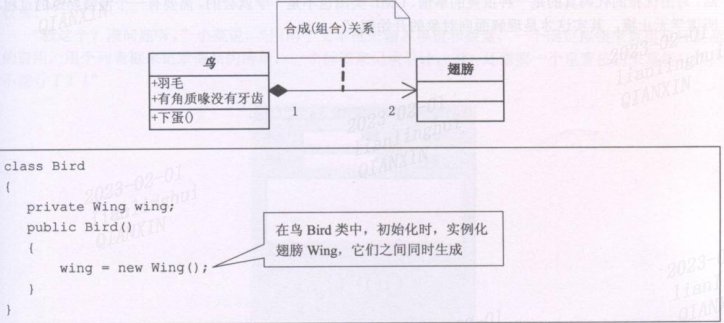 合成(组合)关系
鸟
+羽毛
+有角质喙没有牙齿
+下蛋()
1
2
翅膀
2023-02-01
lianlinghui
QIANXIN
class Bird
{
private Wing wing;
public Bird()
{
wing = new Wing();
}
}
在鸟 Bird 类中，初始化时，实例化
翅膀 Wing，它们之间同时生成